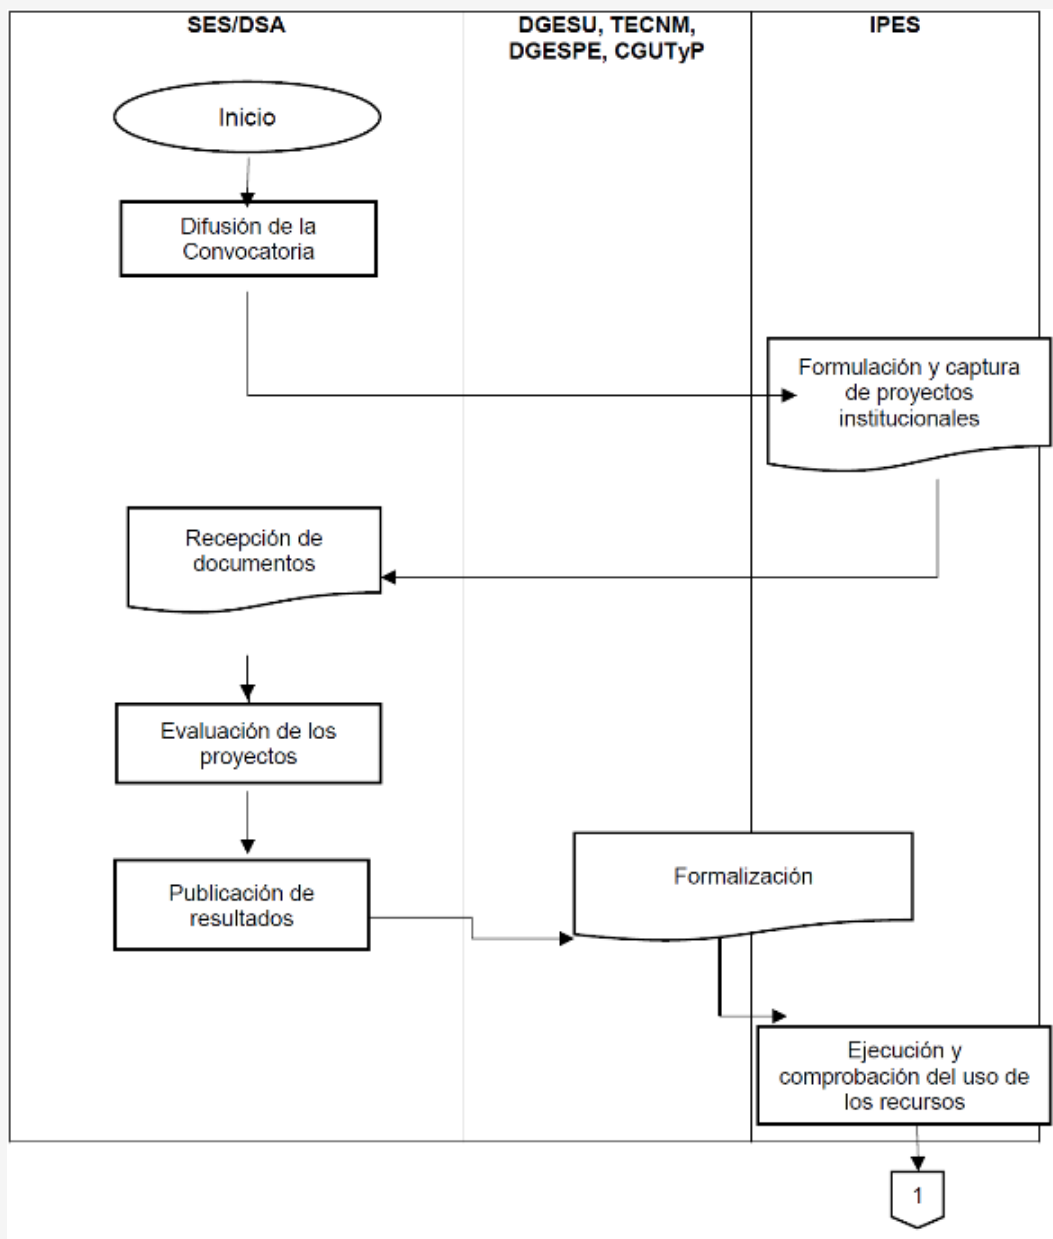 SES/DSA
DGESU, TECNM,
DGESPE, CGUTyP
IPES
Inicio
Difusión de la
Convocatoria
Formulación y captura
de proyectos
institucionales
Recepción de
documentos
Evaluación de los
proyectos
Publicación de
resultados
Formalización
Ejecución y
comprobación del uso de
los recursos
1